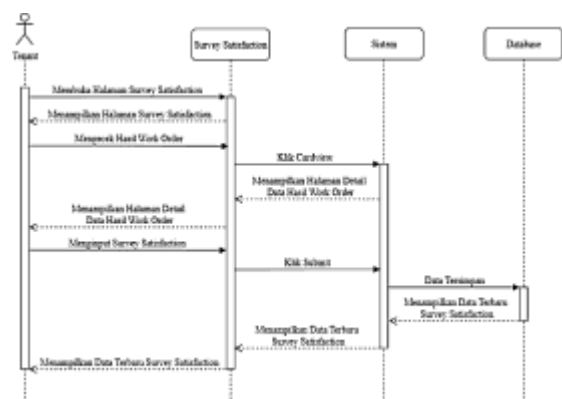 Tenant
Survey Satisfaction
Sistem
Database
Membuka Halaman Survey Satisfaction
Menampilkan Halaman Survey Satisfaction
Mengecek Hasil Work Order
Klik Cardview
Menampilkan Halaman Detail
Data Hasil Work Order
Menampilkan Halaman Detail
Data Hasil Work Order
Menginput Survey Satisfaction
Klik Submit
Data Tersimpan
Menampilkan Data Terbaru
Survey Satisfaction
Menampilkan Data Terbaru
Survey Satisfaction
Menampilkan Data Terbaru Survey Satisfaction